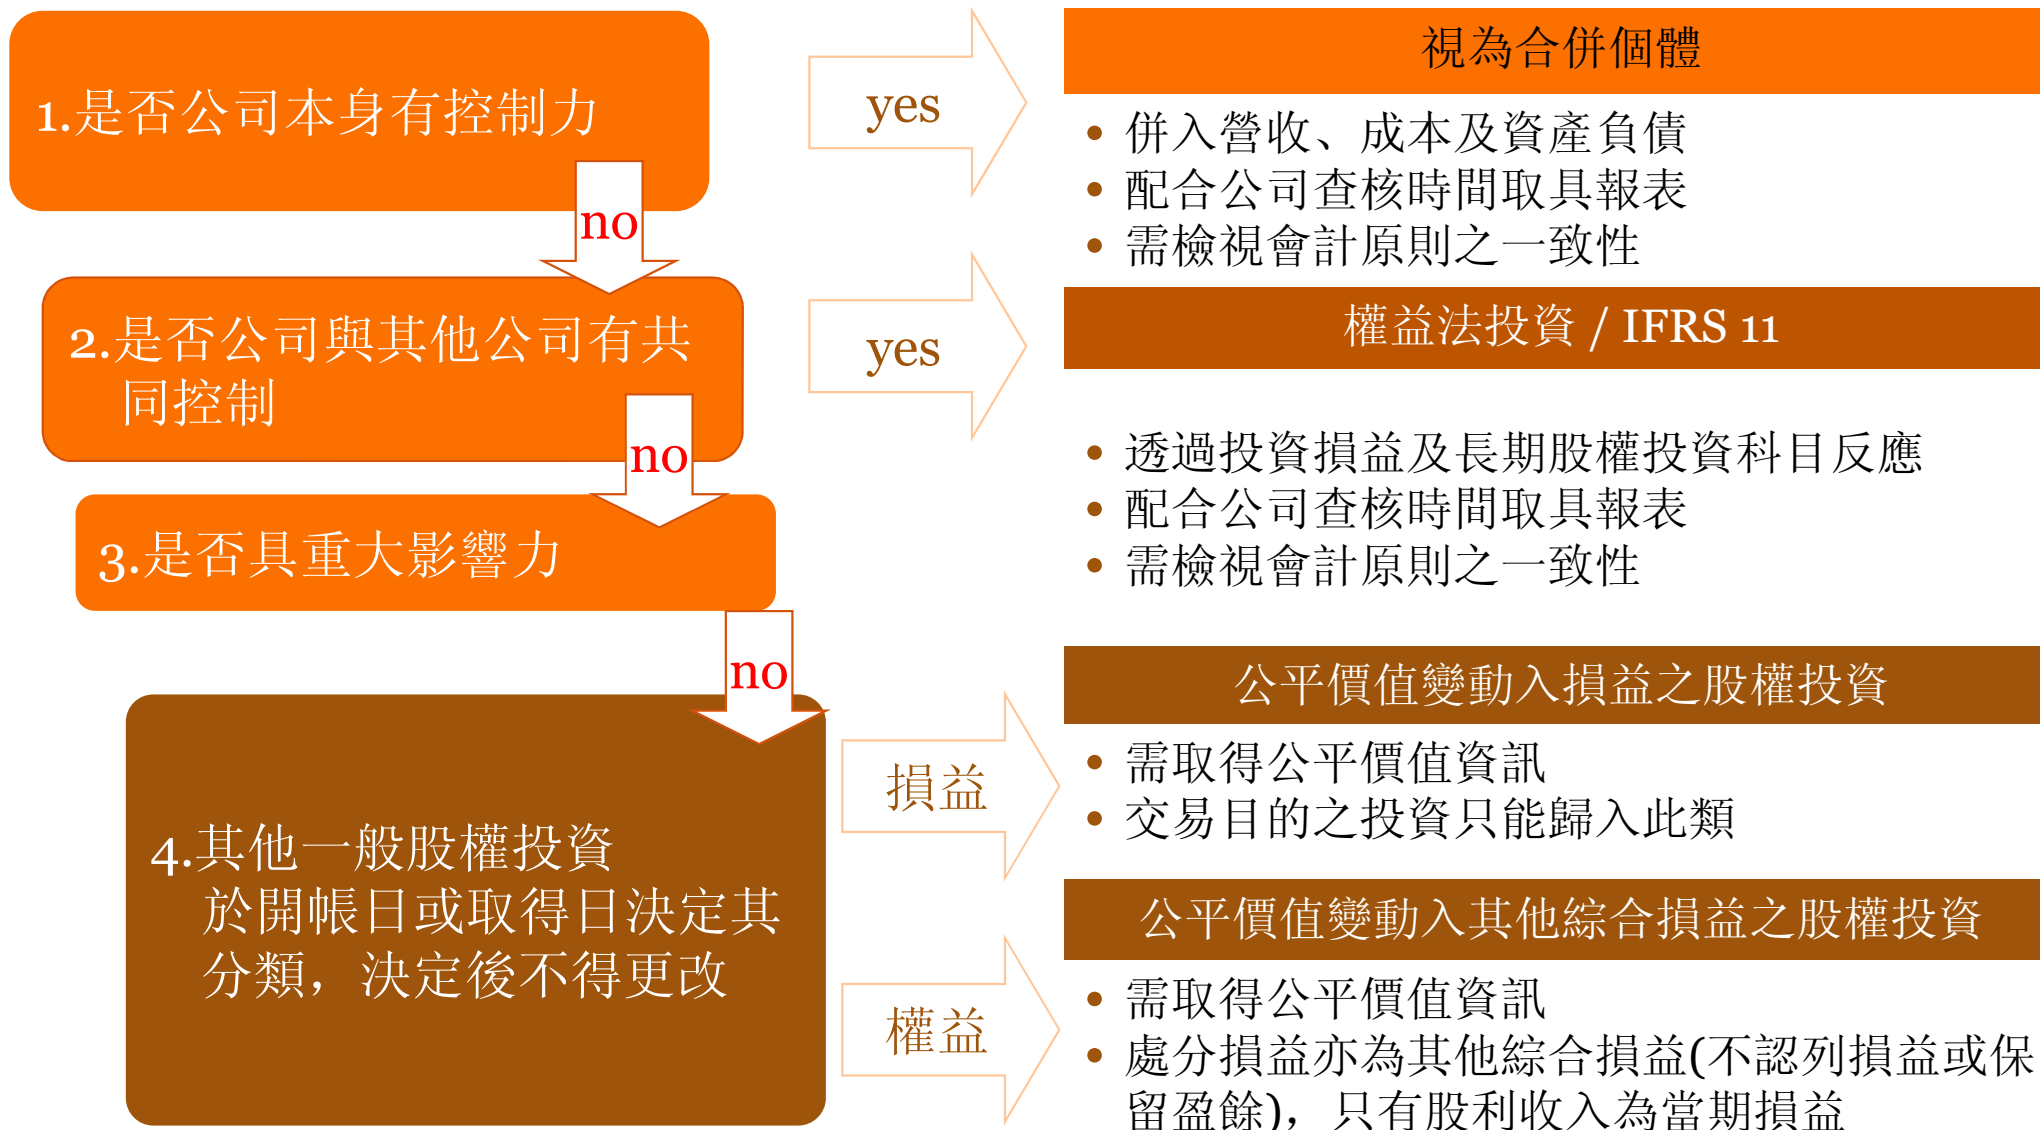 1.是否公司本身有控制力
yes
視為合併個體
• 併入營收、成本及資產負債
• 配合公司查核時間取具報表
• 需檢視會計原則之一致性
no
2.是否公司與其他公司有共
同控制
yes
權益法投資 / IFRS 11
• 透過投資損益及長期股權投資科目反應
• 配合公司查核時間取具報表
• 需檢視會計原則之一致性
no
3.是否具重大影響力
no
4.其他一般股權投資
於開帳日或取得日決定其
分類，決定後不得更改
損益
公平價值變動入損益之股權投資
• 需取得公平價值資訊
• 交易目的之投資只能歸入此類
權益
公平價值變動入其他綜合損益之股權投資
• 需取得公平價值資訊
• 處分損益亦為其他綜合損益(不認列損益或保
留盈餘)，只有股利收入為當期損益